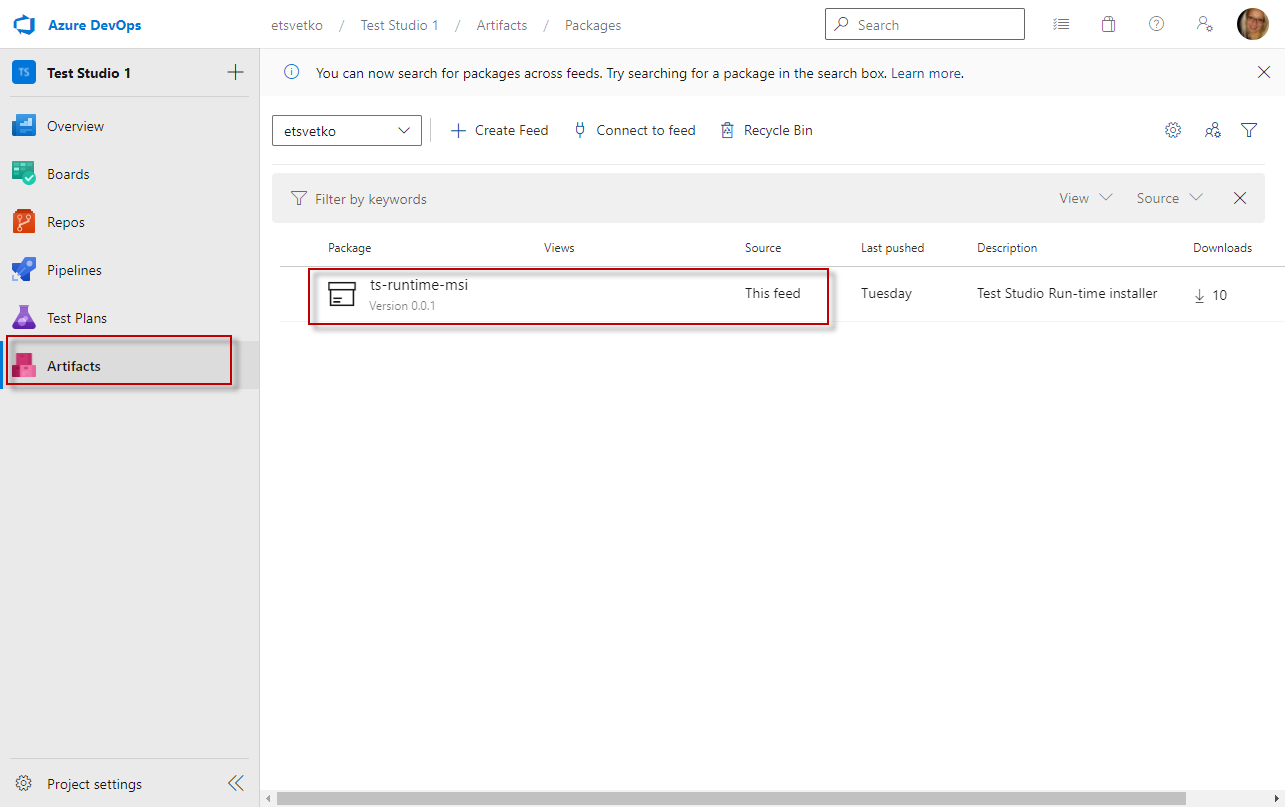 Azure DevOps
etsvetko / Test Studio 1 / Artifacts / Packages
Search
TS Test Studio 1
You can now search for packages across feeds. Try searching for a package in the search box. Learn more.
Overview
Boards
Repos
Pipelines
Test Plans
Artifacts
etsvetko
Create Feed
Connect to feed
Recycle Bin
Filter by keywords
View
Source
Package Views Source Last pushed Description Downloads
ts-runtime-msi
Version 0.0.1
This feed Tuesday Test Studio Run-time installer 10
Project settings